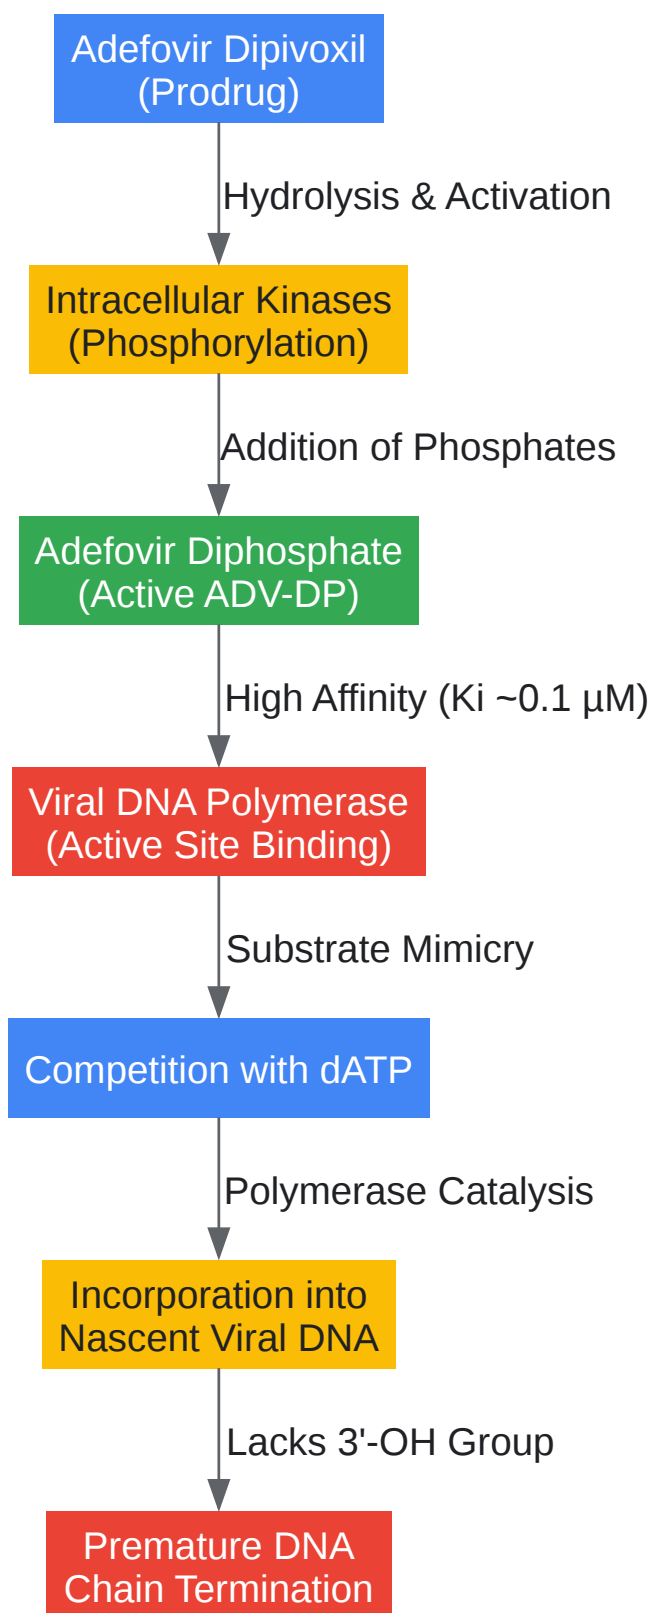 Adefovir Dipivoxil
(Prodrug)
Hydrolysis & Activation
Intracellular Kinases
(Phosphorylation)
Addition of Phosphates
Adefovir Diphosphate
(Active ADV-DP)
High Affinity (Ki ~0.1 µM)
Viral DNA Polymerase
(Active Site Binding)
Substrate Mimicry
Competition with dATP
Polymerase Catalysis
Incorporation into
Nascent Viral DNA
Lacks 3'-OH Group
Premature DNA
Chain Termination